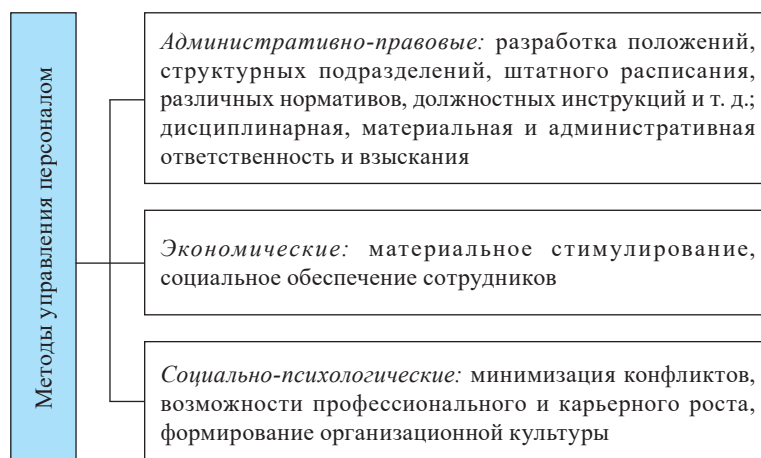 Методы управления персоналом
Административно-правовые: разработка положений,
структурных подразделений, штатного расписания,
различных нормативов, должностных инструкций и т. д.;
дисциплинарная, материальная и административная
ответственность и взыскания
Экономические: материальное стимулирование,
социальное обеспечение сотрудников
Социально-психологические: минимизация конфликтов,
возможности профессионального и карьерного роста,
формирование организационной культуры